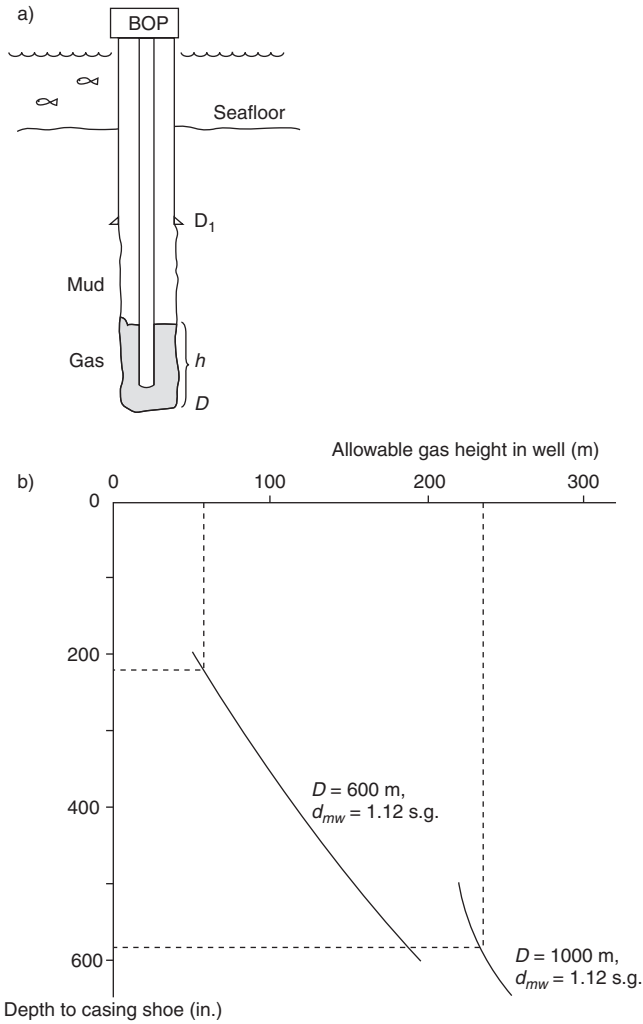 a)
BOP
Seafloor
D1
Mud
Gas
h
D
Allowable gas height in well (m)
b)
0 100 200 300
0
200
D = 600 m,
dmw = 1.12 s.g.
400
600
D = 1000 m,
dmw = 1.12 s.g.
Depth to casing shoe (in.)